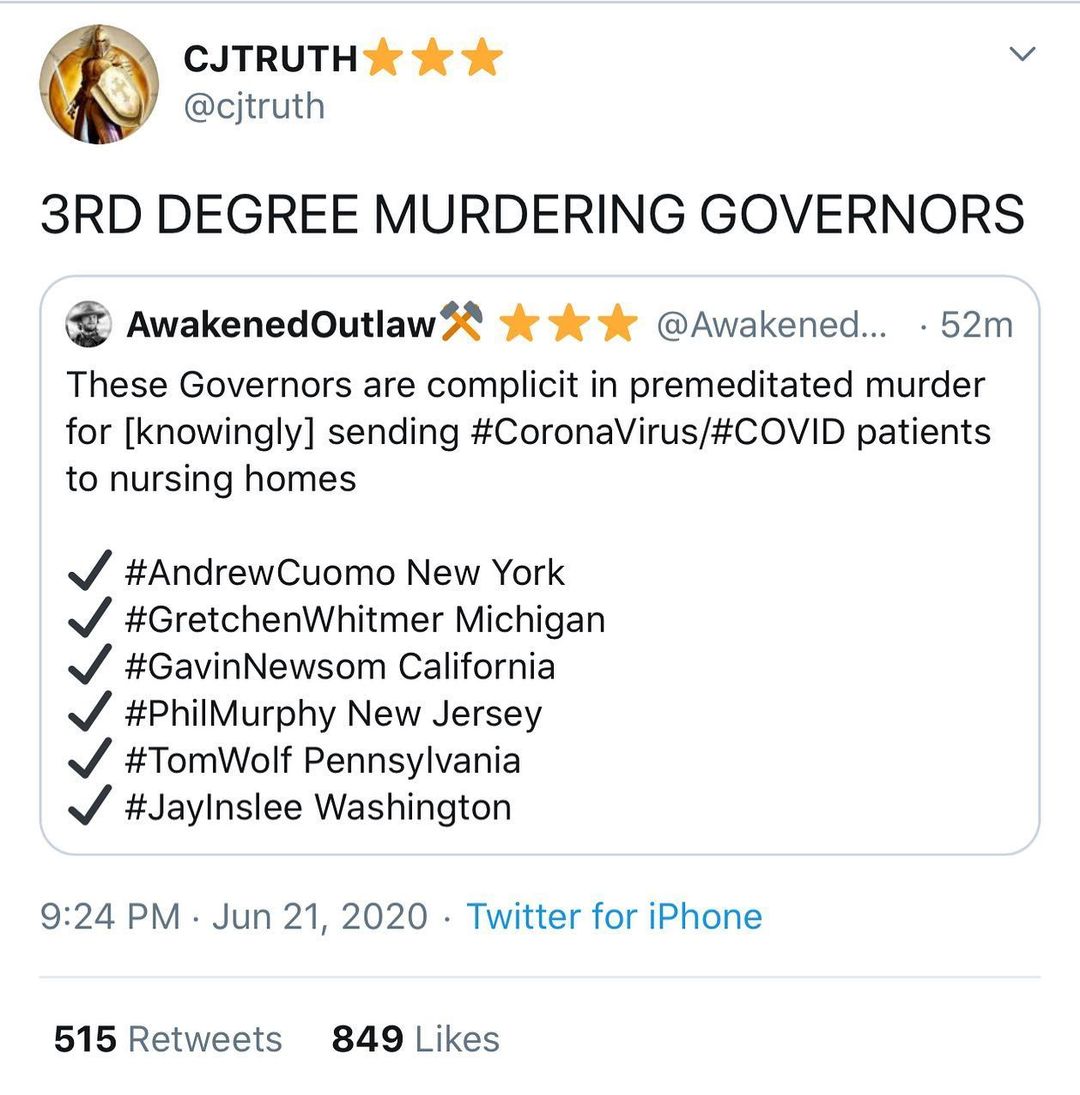 CJTRUTH⭐⭐⭐
@cjtruth
3RD DEGREE MURDERING GOVERNORS
AwakenedOutlaw⚒️ ⭐⭐⭐ @Awakened... · 52m
These Governors are complicit in premeditated murder
for [knowingly] sending #CoronaVirus/#COVID patients
to nursing homes
✔️ #AndrewCuomo New York
✔️ #GretchenWhitmer Michigan
✔️ #GavinNewsom California
✔️ #PhilMurphy New Jersey
✔️ #TomWolf Pennsylvania
✔️ #JayInslee Washington
9:24 PM · Jun 21, 2020 · Twitter for iPhone
515 Retweets 849 Likes